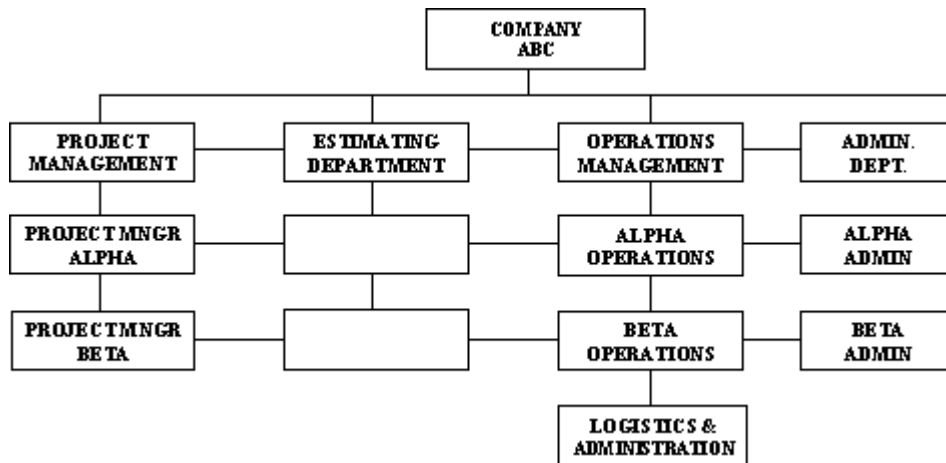 COMPANY
ABC
PROJECT
MANAGEMENT
ESTIMATING
DEPARTMENT
OPERATIONS
MANAGEMENT
ADMIN.
DEPT.
PROJECT MNGR
ALPHA
ALPHA
OPERATIONS
ALPHA
ADMIN
PROJECT MNGR
BETA
BETA
OPERATIONS
BETA
ADMIN
LOGISTICS &
ADMINISTRATION